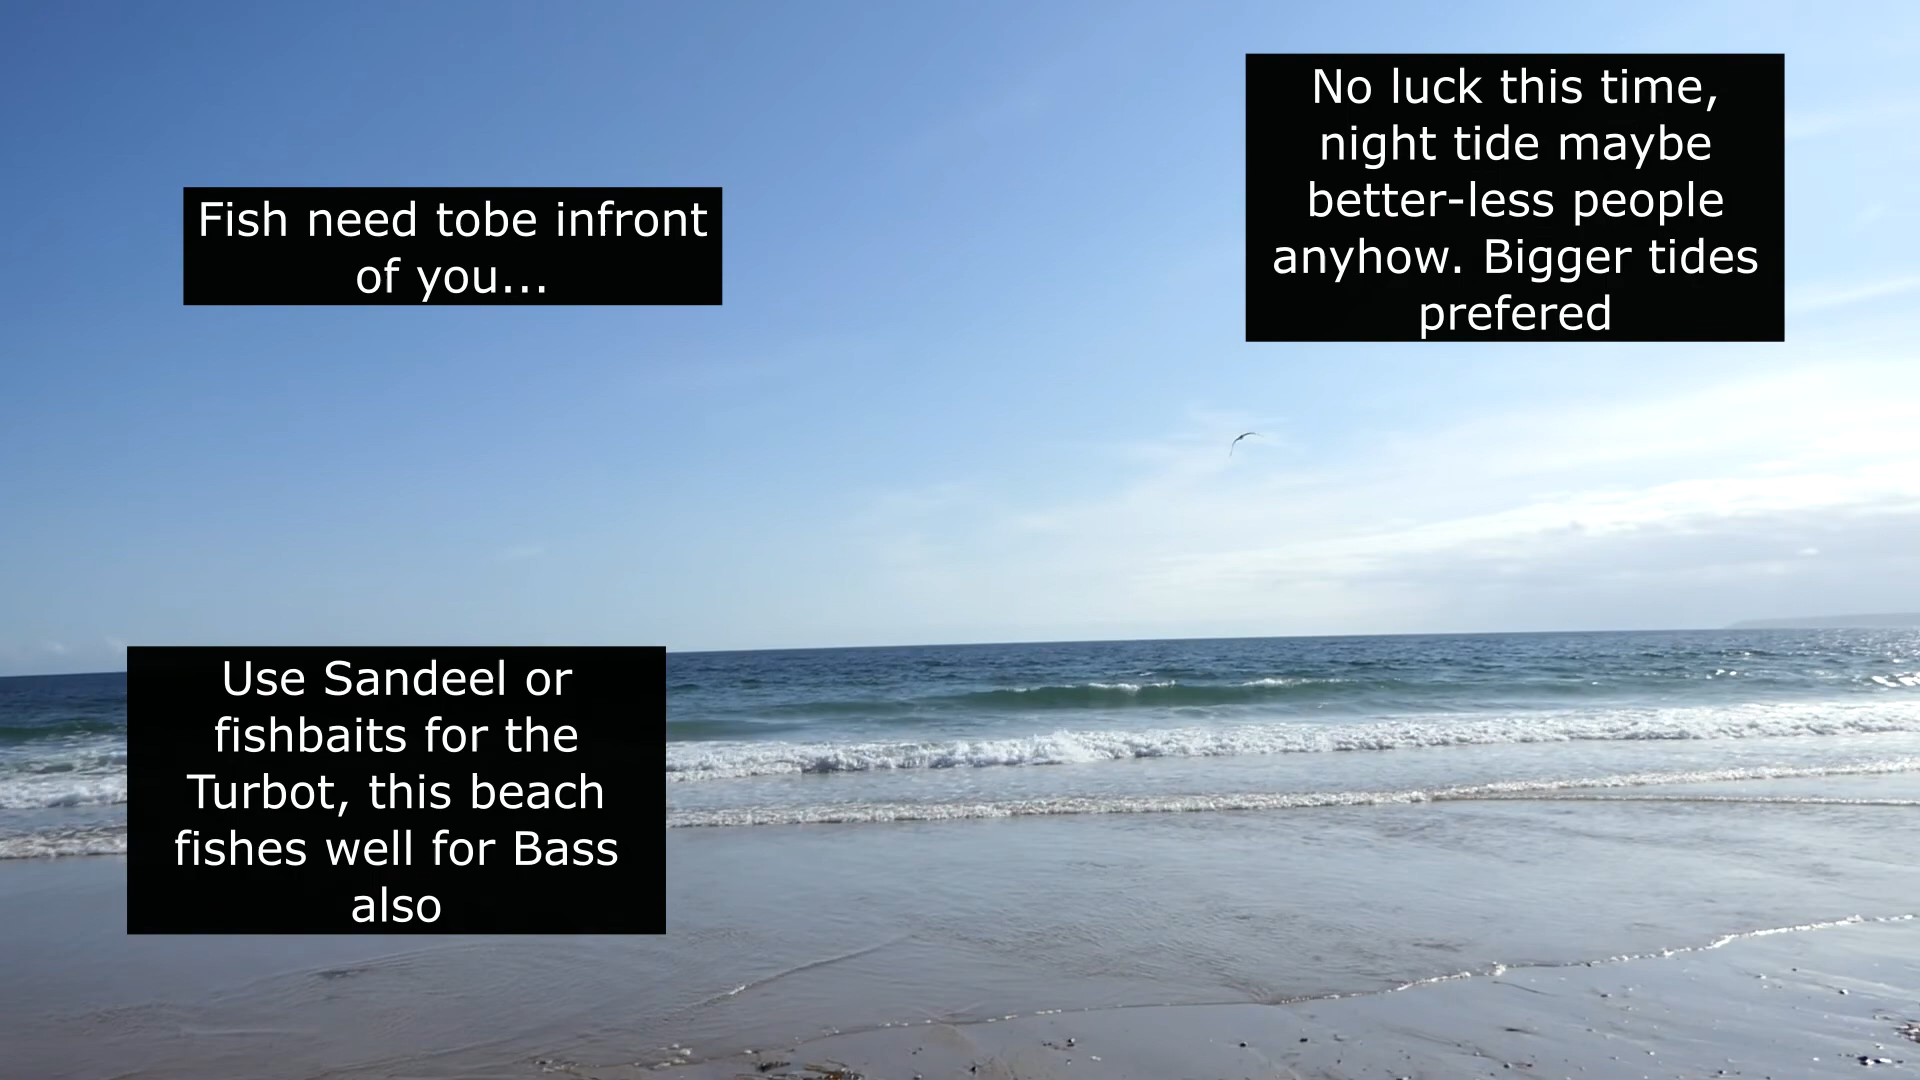 Fish need tobe infront
of you...
No luck this time,
night tide maybe
better-less people
anyhow. Bigger tides
prefered
Use Sandeel or
fishbaits for the
Turbot, this beach
fishes well for Bass
also